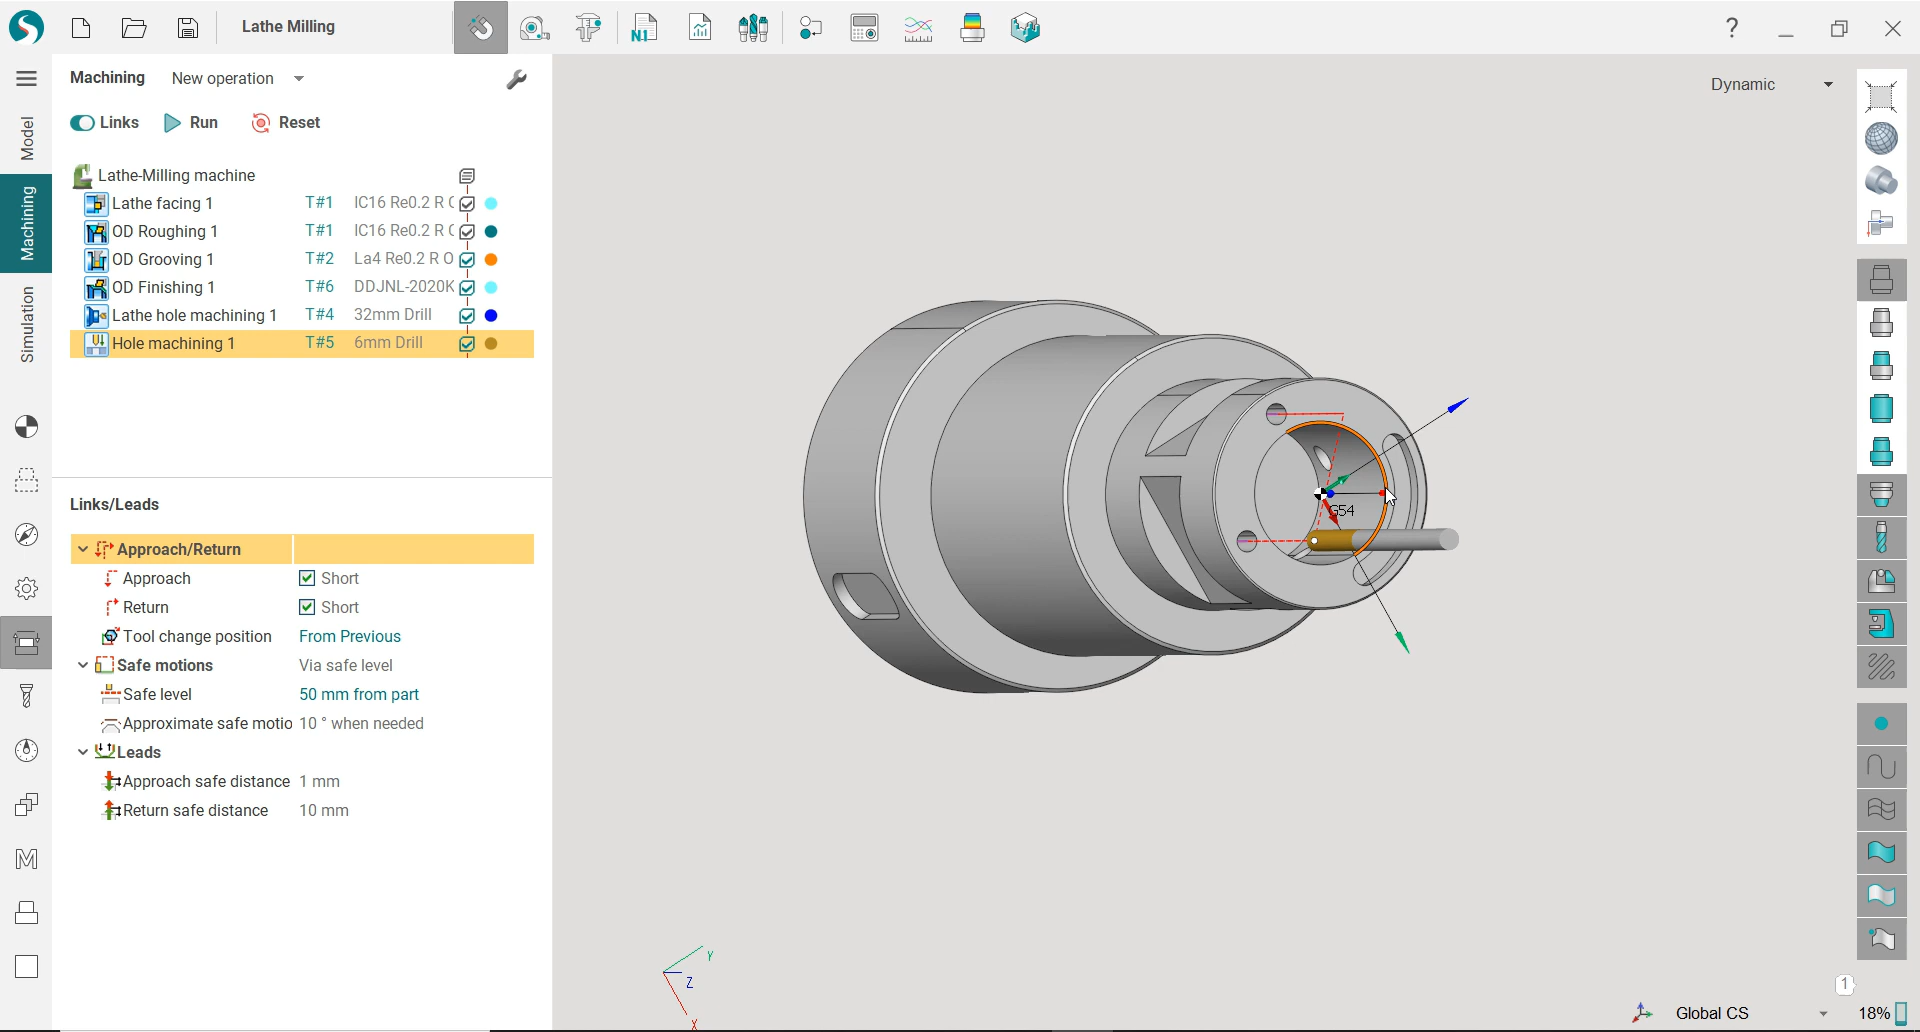 Lathe Milling
N1
?
Machining New operation
Dynamic
Model
Links Run Reset
Lathe-Milling machine
Machining
Lathe facing 1 T#1 IC16 Re0.2 R
OD Roughing 1 T#1 IC16 Re0.2 R
OD Grooving 1 T#2 La4 Re0.2 R O
OD Finishing 1 T#6 DDJNL-2020K
Simulation
Lathe hole machining 1 T#4 32mm Drill
Hole machining 1 T#5 6mm Drill
Links/Leads
G54
Approach/Return
Approach Short
Return Short
Tool change position From Previous
Safe motions Via safe level
Safe level 50 mm from part
Approximate safe motio 10 ° when needed
Leads
Approach safe distance 1 mm
Return safe distance 10 mm
M
Y
Z
X
1
Global CS 18%